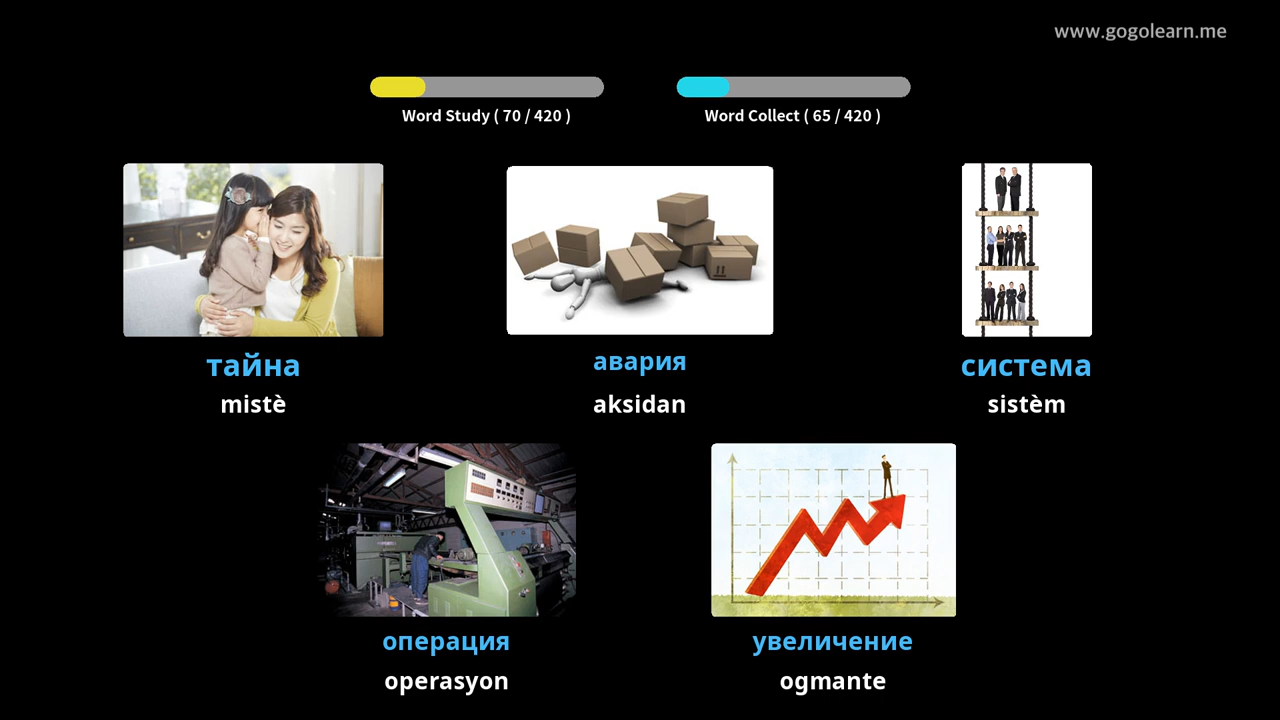 www.gogolearn.me
Word Study ( 70 / 420 )
Word Collect ( 65 / 420 )
тайна
mistè
авария
aksidan
система
sistèm
операция
operasyon
увеличение
ogmante